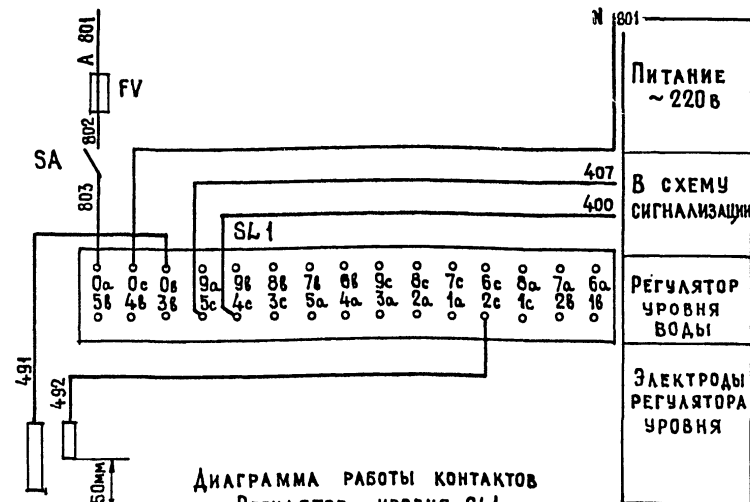 N 801
A 801
FV
802
SA
803
Питание
~ 220 в
407
400
В схему
сигнализации
SL1
0а 0с 0в 9а 9в 8в 7в 6в 9с 8с 7с 6с 8а 7а 6а
5в 4в 3в 5с 4с 3с 5а 4а 3а 2а 1а 2с 1с 2в 1в
Регулятор
уровня
воды
491
492
Электроды
регулятора
уровня
Диаграмма работы контактов